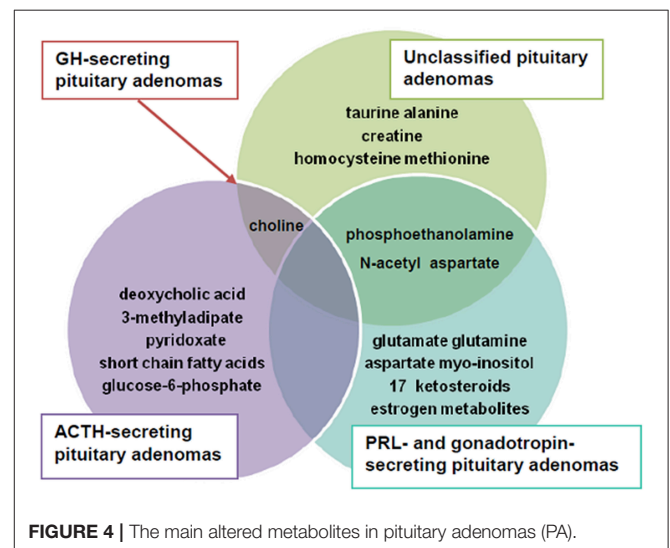 GH-secreting
pituitary adenomas
Unclassified pituitary
adenomas
taurine alanine
creatine
homocysteine methionine
choline
phosphoethanolamine
N-acetyl aspartate
deoxycholic acid
3-methyladipate
pyridoxate
short chain fatty acids
glucose-6-phosphate
glutamate glutamine
aspartate myo-inositol
17 ketosteroids
estrogen metabolites
ACTH-secreting
pituitary adenomas
PRL- and gonadotropin-
secreting pituitary adenomas
FIGURE 4 | The main altered metabolites in pituitary adenomas (PA).